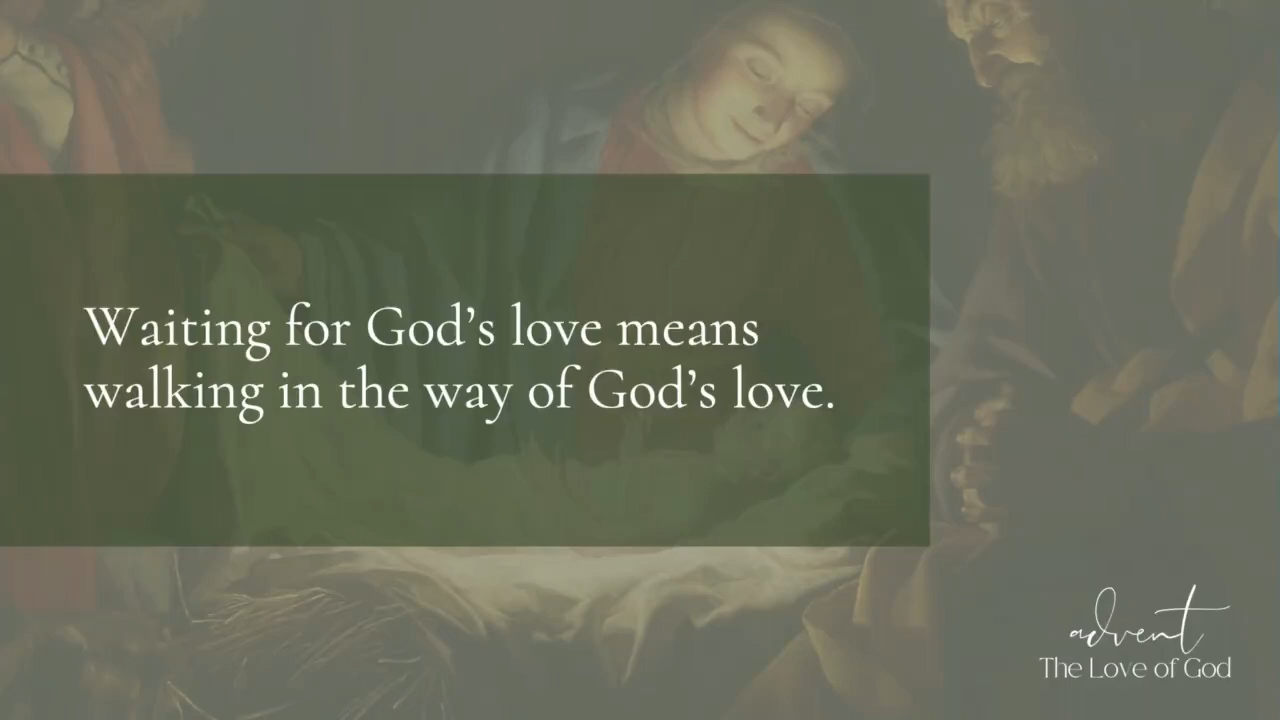 Waiting for God’s love means
walking in the way of God’s love.
advent
The Love of God